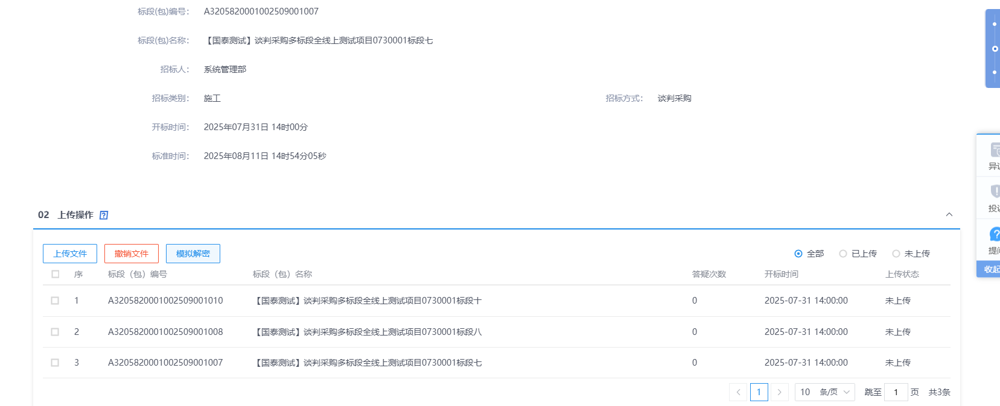 标段(包)编号： A3205820001002509001007
标段(包)名称： 【国泰测试】谈判采购多标段全线上测试项目0730001标段七
招标人： 系统管理部
招标类别： 施工 招标方式： 谈判采购
开标时间： 2025年07月31日 14时00分
标准时间： 2025年08月11日 14时54分05秒
异
投
提
收起
02 上传操作
上传文件 撤销文件 模拟解密 全部 已上传 未上传
序 标段（包）编号 标段（包）名称 答疑次数 开标时间 上传状态
1 A3205820001002509001010 【国泰测试】谈判采购多标段全线上测试项目0730001标段十 0 2025-07-31 14:00:00 未上传
2 A3205820001002509001008 【国泰测试】谈判采购多标段全线上测试项目0730001标段八 0 2025-07-31 14:00:00 未上传
3 A3205820001002509001007 【国泰测试】谈判采购多标段全线上测试项目0730001标段七 0 2025-07-31 14:00:00 未上传
1 10 条/页 跳至 1 页 共3条